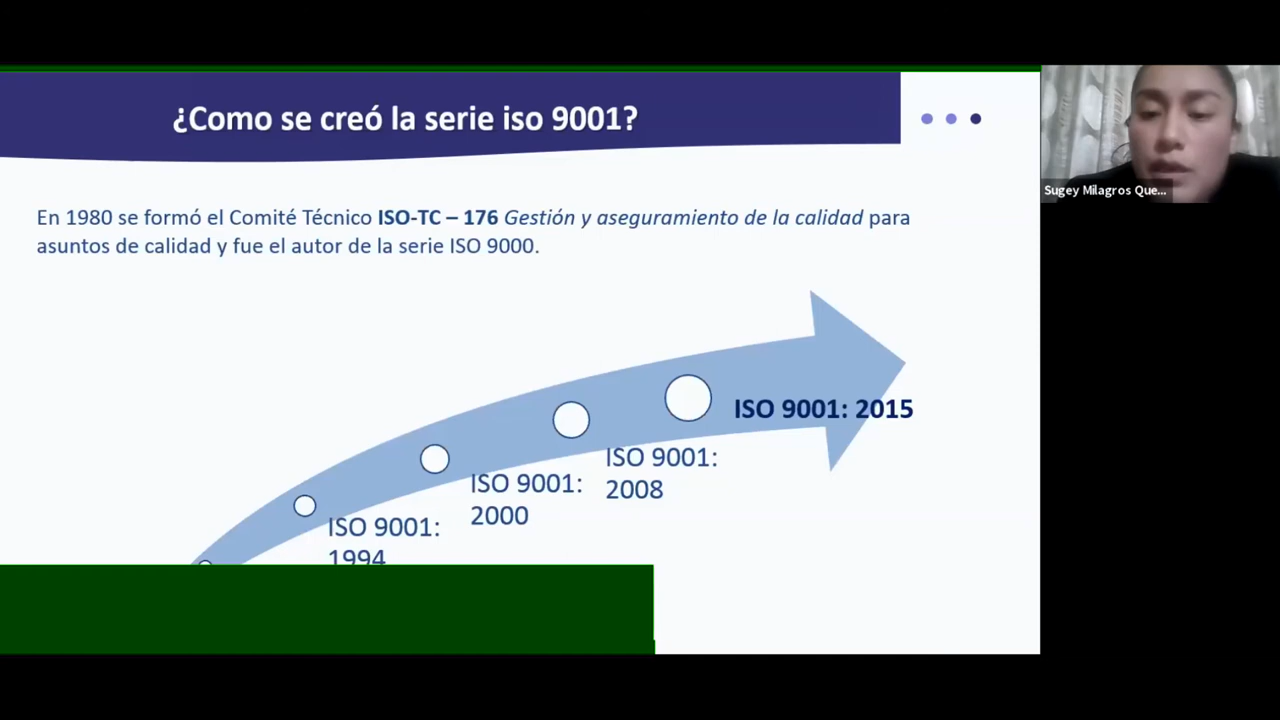 ¿Como se creó la serie iso 9001?
En 1980 se formó el Comité Técnico ISO-TC – 176 Gestión y aseguramiento de la calidad para
asuntos de calidad y fue el autor de la serie ISO 9000.
ISO 9001: 2015
ISO 9001:
2008
ISO 9001:
2000
ISO 9001:
1994
Sugey Milagros Que...